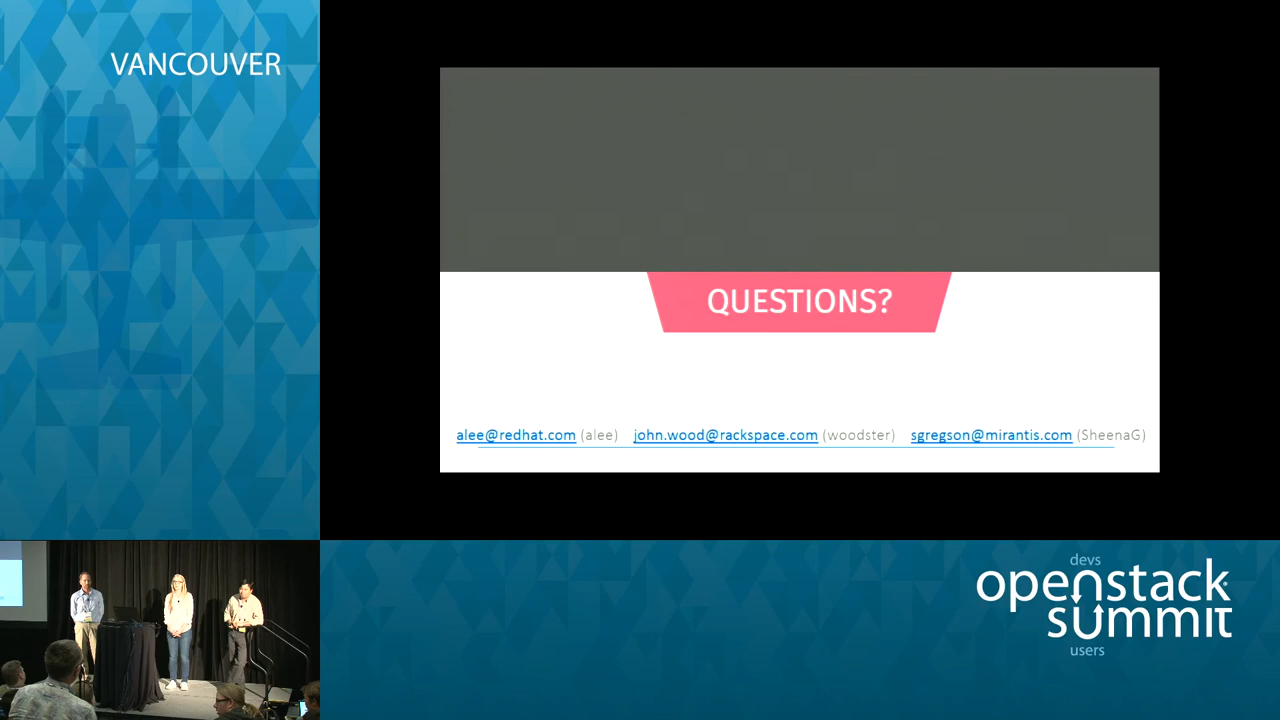 VANCOUVER
QUESTIONS?
alee@redhat.com (alee) john.wood@rackspace.com (woodster) sgregson@mirantis.com (SheenaG)
devs
openstack
summit
users